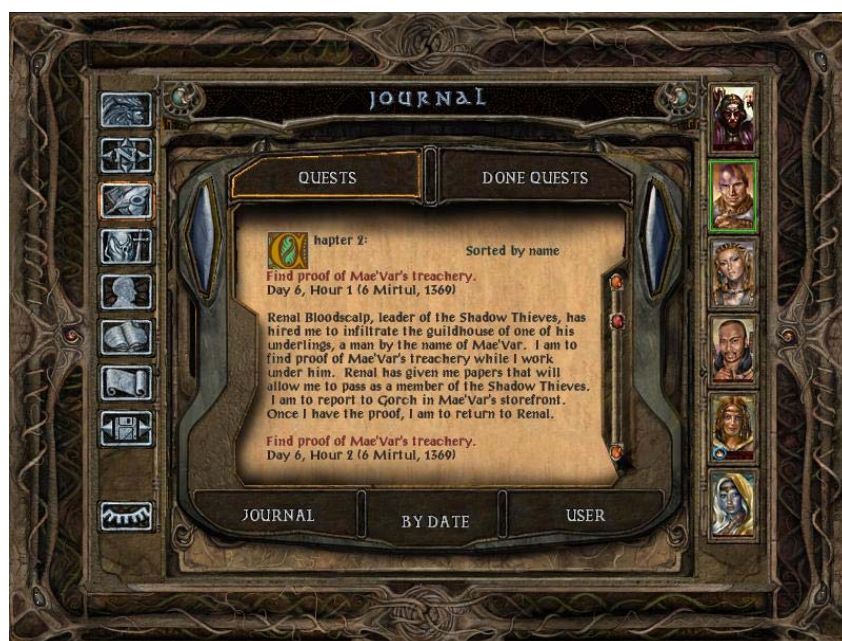 JOURNAL
QUESTS
DONE QUESTS
Chapter 2:
Sorted by name
Find proof of Mae'Var's treachery.
Day 6, Hour 1 (6 Mirtul, 1369)
Renal Bloodscalp, leader of the Shadow Thieves, has
hired me to infiltrate the guildhouse of one of his
underlings, a man by the name of Mae'Var.  I am to
find proof of Mae'Var's treachery while I work
under him.  Renal has given me papers that will
allow me to pass as a member of the Shadow Thieves.
I am to report to Gorch in Mae'Var's storefront.
Once I have the proof, I am to return to Renal.
Find proof of Mae'Var's treachery.
Day 6, Hour 2 (6 Mirtul, 1369)
JOURNAL
BY DATE
USER